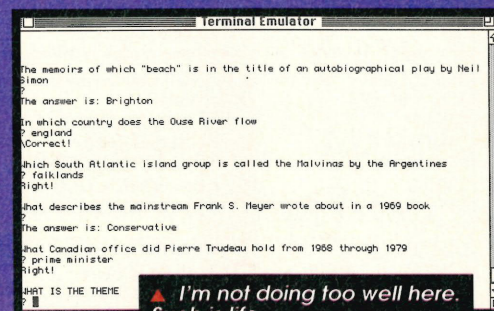 Terminal Emulator
The memoirs of which "beach" is in the title of an autobiographical play by Neil
Simon
?
The answer is: Brighton
In which country does the Ouse River flow
? england
\Correct!
Which South Atlantic island group is called the Malvinas by the Argentines
? falklands
Right!
What describes the mainstream Frank S. Meyer wrote about in a 1969 book
?
The answer is: Conservative
What Canadian office did Pierre Trudeau hold from 1968 through 1979
? prime minister
Right!
WHAT IS THE THEME
?
▲ I'm not doing too well here.